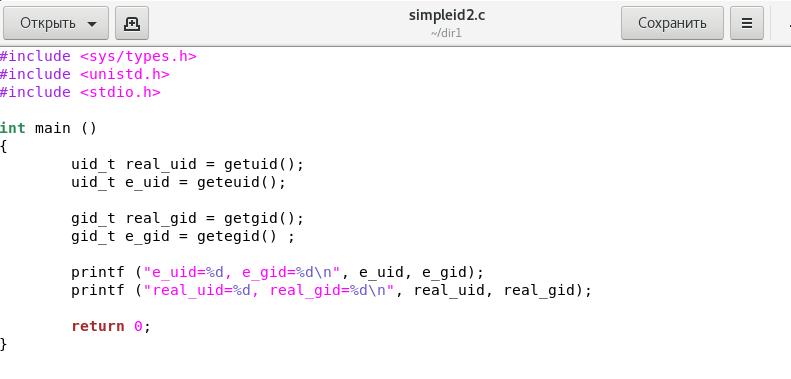 Открыть
simpleid2.c
~/dir1
Сохранить
#include <sys/types.h>
#include <unistd.h>
#include <stdio.h>

int main ()
{
        uid_t real_uid = getuid();
        uid_t e_uid = geteuid();

        gid_t real_gid = getgid();
        gid_t e_gid = getegid() ;

        printf ("e_uid=%d, e_gid=%d\n", e_uid, e_gid);
        printf ("real_uid=%d, real_gid=%d\n", real_uid, real_gid);

        return 0;
}